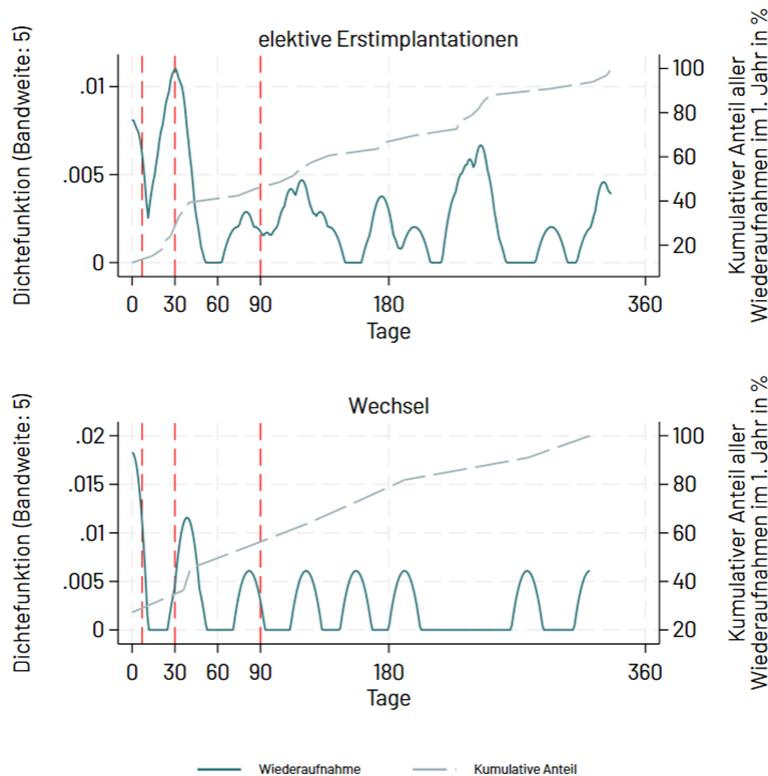 elektive Erstimplantationen
Dichtefunktion (Bandweite: 5)
.01
.005
0
100
80
60
40
20
Kumulativer Anteil aller
Wiederaufnahmen im 1. Jahr in %
0 30 60 90 180 360
Tage
Wechsel
Dichtefunktion (Bandweite: 5)
.02
.015
.01
.005
0
100
80
60
40
20
Kumulativer Anteil aller
Wiederaufnahmen im 1. Jahr in %
0 30 60 90 180 360
Tage
Wiederaufnahme Kumulative Anteil